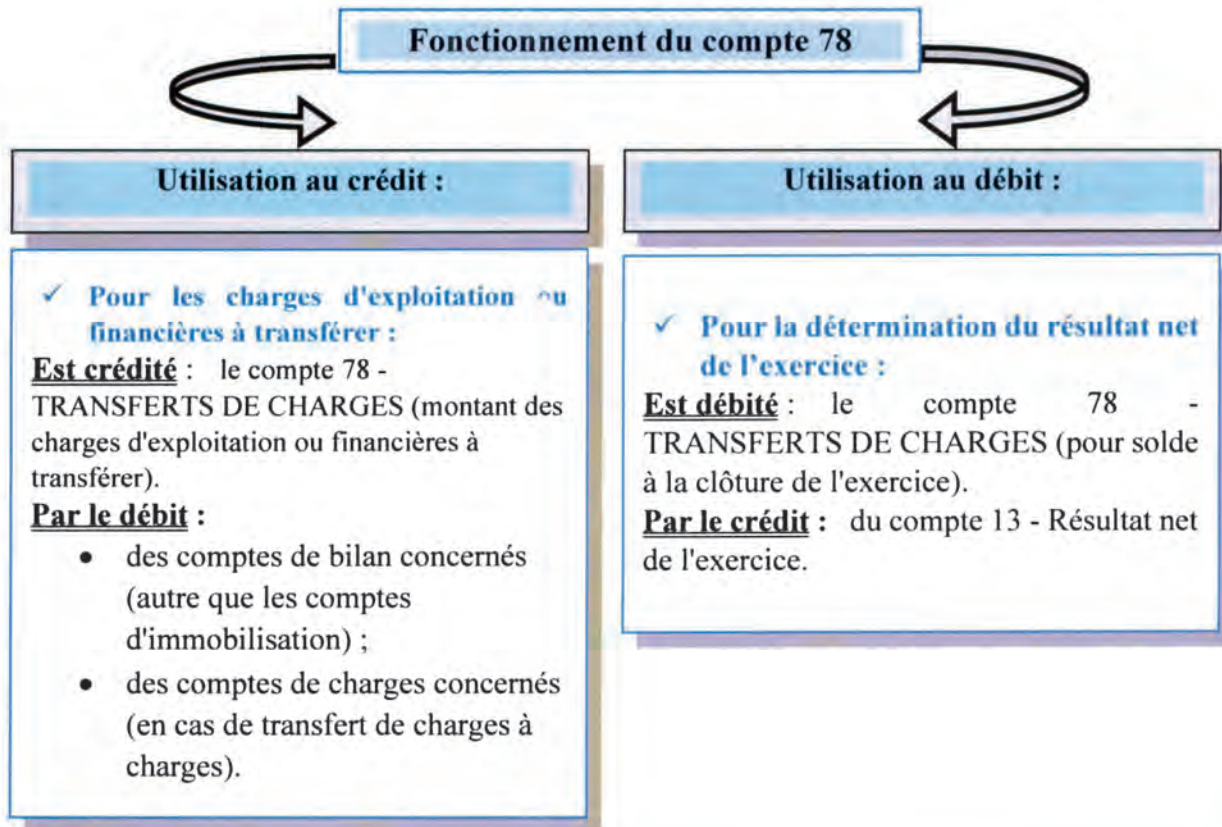 Fonctionnement du compte 78
Utilisation au crédit :
✓ Pour les charges d'exploitation
financières à transférer :
Est crédité : le compte 78 -
TRANSFERTS DE CHARGES (montant des
charges d'exploitation ou financières à
transférer).
Par le débit :
• des comptes de bilan concernés
(autre que les comptes
d'immobilisation) ;
• des comptes de charges concernés
(en cas de transfert de charges à
charges).
Utilisation au débit :
✓ Pour la détermination du résultat net
de l'exercice :
Est débité : le compte 78 -
TRANSFERTS DE CHARGES (pour solde
à la clôture de l'exercice).
Par le crédit : du compte 13 - Résultat net
de l'exercice.